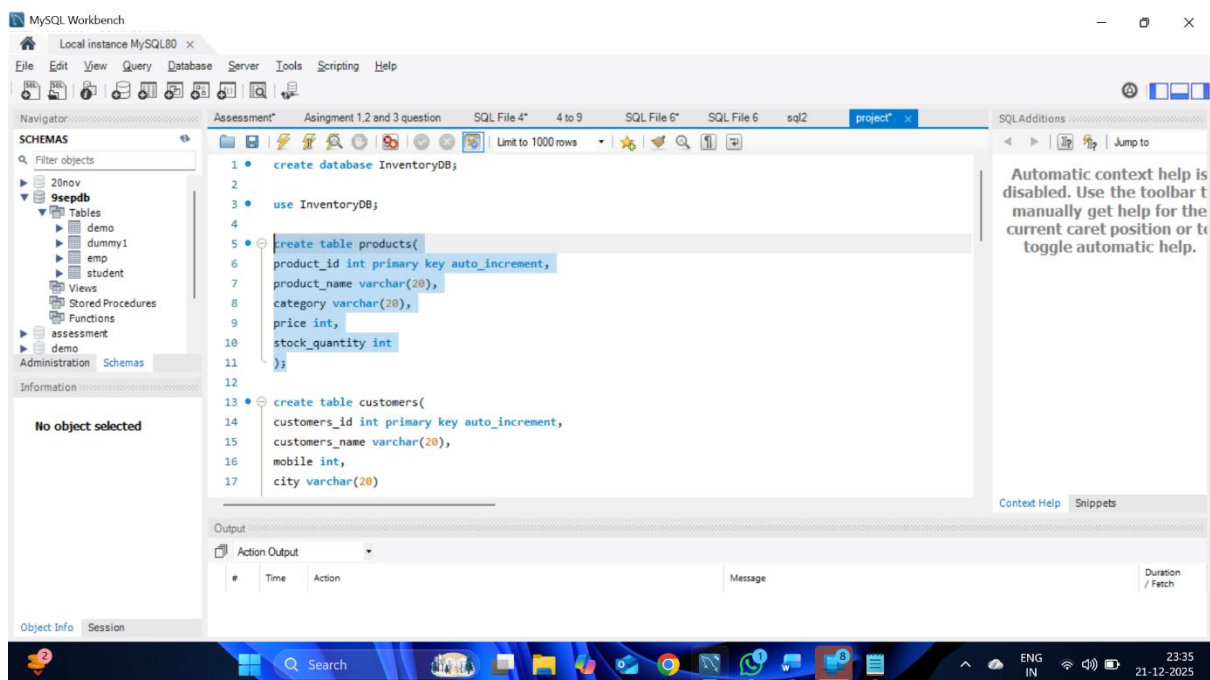 MySQL Workbench
Local instance MySQL80
File Edit View Query Database Server Tools Scripting Help
Navigator
SCHEMAS
Filter objects
20nov
9sepdb
Tables
demo
dummy1
emp
student
Views
Stored Procedures
Functions
assessment
demo
Administration Schemas
Information
No object selected
Object Info Session
Assessment* Asingment 1,2 and 3 question SQL File 4* 4 to 9 SQL File 6* SQL File 6 sql2 project*
Limit to 1000 rows
1 create database InventoryDB;
2
3 use InventoryDB;
4
5 create table products(
6 product_id int primary key auto_increment,
7 product_name varchar(20),
8 category varchar(20),
9 price int,
10 stock_quantity int
11 );
12
13 create table customers(
14 customers_id int primary key auto_increment,
15 customers_name varchar(20),
16 mobile int,
17 city varchar(20)
Output
Action Output
# Time Action Message Duration / Fetch
SQLAdditions
Jump to
Automatic context help is
disabled. Use the toolbar t
manually get help for the
current caret position or to
toggle automatic help.
Context Help Snippets
2
Search
1
8
ENG
IN
23:35
21-12-2025